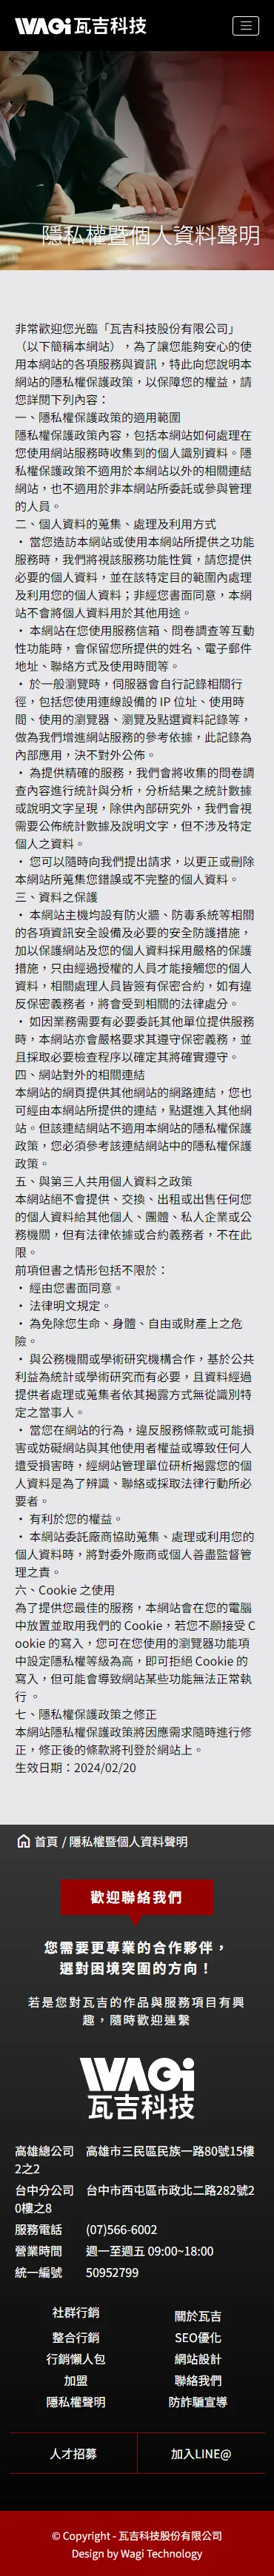 WAGi 瓦吉科技
隱私權暨個人資料聲明
非常歡迎您光臨「瓦吉科技股份有限公司」
（以下簡稱本網站），為了讓您能夠安心的使
用本網站的各項服務與資訊，特此向您說明本
網站的隱私權保護政策，以保障您的權益，請
您詳閱下列內容：
一、隱私權保護政策的適用範圍
隱私權保護政策內容，包括本網站如何處理在
您使用網站服務時收集到的個人識別資料。隱
私權保護政策不適用於本網站以外的相關連結
網站，也不適用於非本網站所委託或參與管理
的人員。
二、個人資料的蒐集、處理及利用方式
• 當您造訪本網站或使用本網站所提供之功能
服務時，我們將視該服務功能性質，請您提供
必要的個人資料，並在該特定目的範圍內處理
及利用您的個人資料；非經您書面同意，本網
站不會將個人資料用於其他用途。
• 本網站在您使用服務信箱、問卷調查等互動
性功能時，會保留您所提供的姓名、電子郵件
地址、聯絡方式及使用時間等。
• 於一般瀏覽時，伺服器會自行記錄相關行
徑，包括您使用連線設備的 IP 位址、使用時
間、使用的瀏覽器、瀏覽及點選資料記錄等，
做為我們增進網站服務的參考依據，此記錄為
內部應用，決不對外公佈。
• 為提供精確的服務，我們會將收集的問卷調
查內容進行統計與分析，分析結果之統計數據
或說明文字呈現，除供內部研究外，我們會視
需要公佈統計數據及說明文字，但不涉及特定
個人之資料。
• 您可以隨時向我們提出請求，以更正或刪除
本網站所蒐集您錯誤或不完整的個人資料。
三、資料之保護
• 本網站主機均設有防火牆、防毒系統等相關
的各項資訊安全設備及必要的安全防護措施，
加以保護網站及您的個人資料採用嚴格的保護
措施，只由經過授權的人員才能接觸您的個人
資料，相關處理人員皆簽有保密合約，如有違
反保密義務者，將會受到相關的法律處分。
• 如因業務需要有必要委託其他單位提供服務
時，本網站亦會嚴格要求其遵守保密義務，並
且採取必要檢查程序以確定其將確實遵守。
四、網站對外的相關連結
本網站的網頁提供其他網站的網路連結，您也
可經由本網站所提供的連結，點選進入其他網
站。但該連結網站不適用本網站的隱私權保護
政策，您必須參考該連結網站中的隱私權保護
政策。
五、與第三人共用個人資料之政策
本網站絕不會提供、交換、出租或出售任何您
的個人資料給其他個人、團體、私人企業或公
務機關，但有法律依據或合約義務者，不在此
限。
前項但書之情形包括不限於：
• 經由您書面同意。
• 法律明文規定。
• 為免除您生命、身體、自由或財產上之危
險。
• 與公務機關或學術研究機構合作，基於公共
利益為統計或學術研究而有必要，且資料經過
提供者處理或蒐集者依其揭露方式無從識別特
定之當事人。
• 當您在網站的行為，違反服務條款或可能損
害或妨礙網站與其他使用者權益或導致任何人
遭受損害時，經網站管理單位研析揭露您的個
人資料是為了辨識、聯絡或採取法律行動所必
要者。
• 有利於您的權益。
• 本網站委託廠商協助蒐集、處理或利用您的
個人資料時，將對委外廠商或個人善盡監督管
理之責。
六、Cookie 之使用
為了提供您最佳的服務，本網站會在您的電腦
中放置並取用我們的 Cookie，若您不願接受 C
ookie 的寫入，您可在您使用的瀏覽器功能項
中設定隱私權等級為高，即可拒絕 Cookie 的
寫入，但可能會導致網站某些功能無法正常執
行 。
七、隱私權保護政策之修正
本網站隱私權保護政策將因應需求隨時進行修
正，修正後的條款將刊登於網站上。
生效日期：2024/02/20
首頁 / 隱私權暨個人資料聲明
歡迎聯絡我們
您需要更專業的合作夥伴，
選對困境突圍的方向！
若是您對瓦吉的作品與服務項目有興
趣，隨時歡迎連繫
WAGi
瓦吉科技
高雄總公司 高雄市三民區民族一路80號15樓
2之2
台中分公司 台中市西屯區市政北二路282號2
0樓之8
服務電話 (07)566-6002
營業時間 週一至週五 09:00~18:00
統一編號 50952799
社群行銷 關於瓦吉
整合行銷 SEO優化
行銷懶人包 網站設計
加盟 聯絡我們
隱私權聲明 防詐騙宣導
人才招募 加入LINE@
© Copyright - 瓦吉科技股份有限公司
Design by Wagi Technology